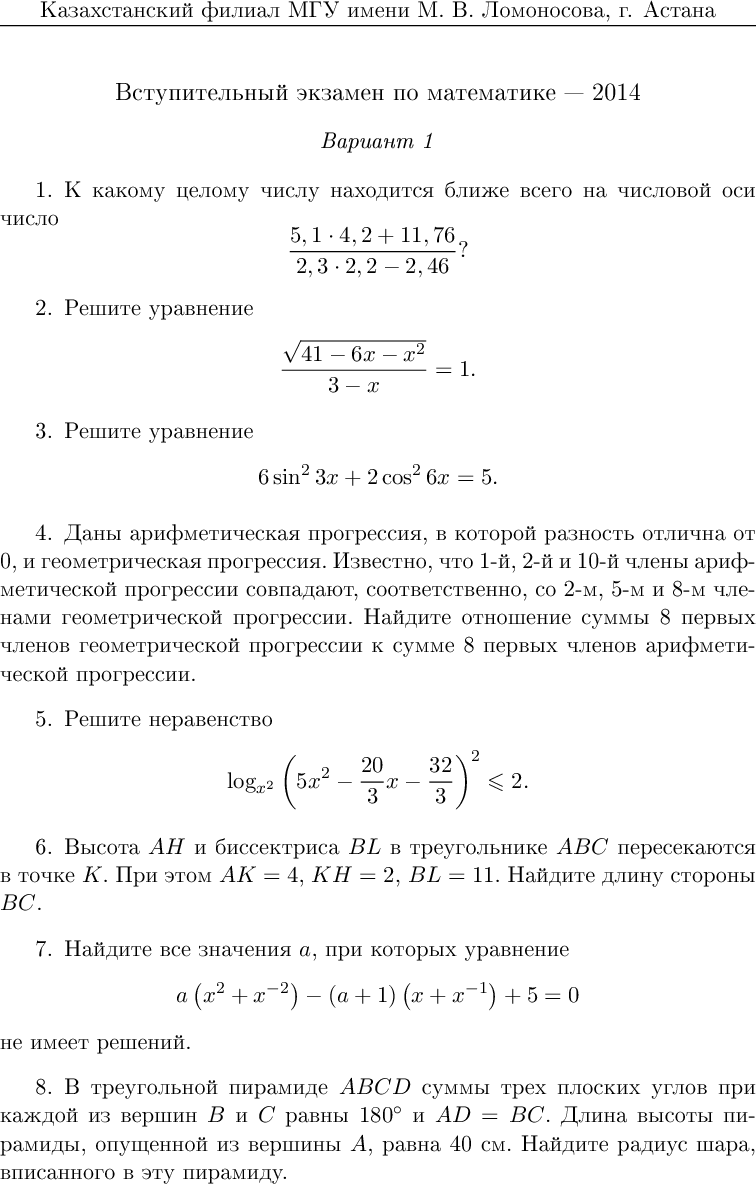 Казахстанский филиал МГУ имени М. В. Ломоносова, г. Астана
Вступительный экзамен по математике — 2014
Вариант 1
1. К какому целому числу находится ближе всего на числовой оси
число
\frac{5,1 \cdot 4,2 + 11,76}{2,3 \cdot 2,2 - 2,46}?
2. Решите уравнение
\frac{\sqrt{41 - 6x - x^2}}{3 - x} = 1.
3. Решите уравнение
6 \sin^2 3x + 2 \cos^2 6x = 5.
4. Даны арифметическая прогрессия, в которой разность отлична от
0, и геометрическая прогрессия. Известно, что 1-й, 2-й и 10-й члены ариф-
метической прогрессии совпадают, соответственно, со 2-м, 5-м и 8-м чле-
нами геометрической прогрессии. Найдите отношение суммы 8 первых
членов геометрической прогрессии к сумме 8 первых членов арифмети-
ческой прогрессии.
5. Решите неравенство
\log_{x^2} \left( 5x^2 - \frac{20}{3}x - \frac{32}{3} \right)^2 \leqslant 2.
6. Высота AH и биссектриса BL в треугольнике ABC пересекаются
в точке K. При этом AK = 4, KH = 2, BL = 11. Найдите длину стороны
BC.
7. Найдите все значения a, при которых уравнение
a \left( x^2 + x^{-2} \right) - (a + 1) \left( x + x^{-1} \right) + 5 = 0
не имеет решений.
8. В треугольной пирамиде ABCD суммы трех плоских углов при
каждой из вершин B и C равны 180° и AD = BC. Длина высоты пи-
рамиды, опущенной из вершины A, равна 40 см. Найдите радиус шара,
вписанного в эту пирамиду.